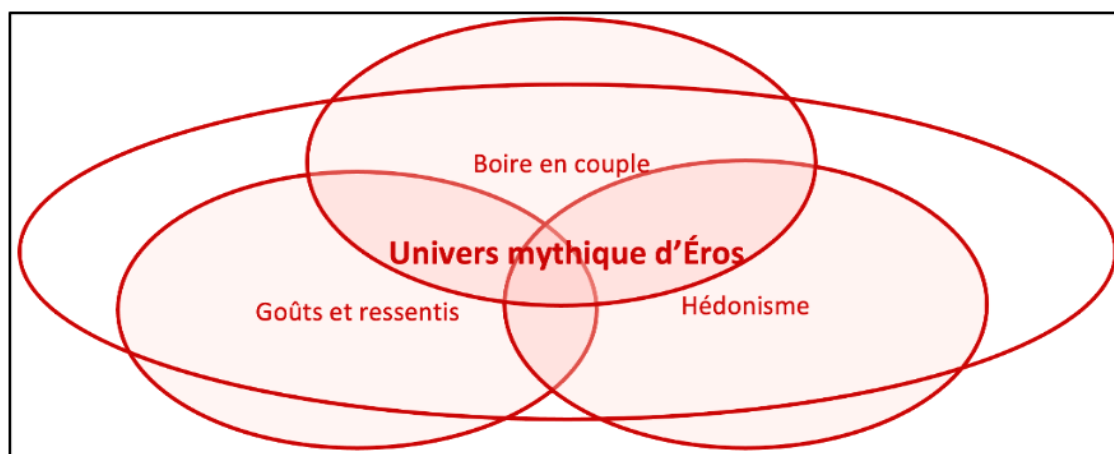 Boire en couple
Univers mythique d’Éros
Goûts et ressentis
Hédonisme